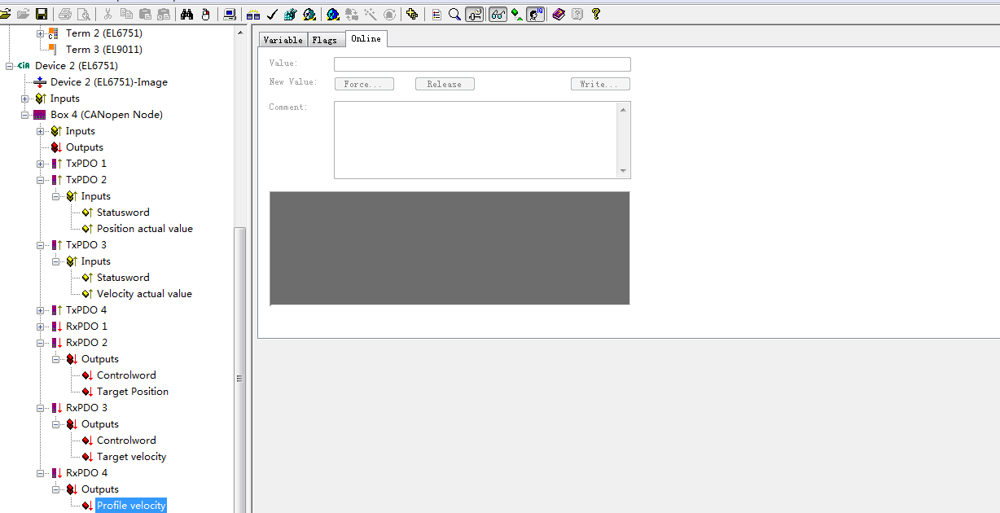 Term 2 (EL6751)
Term 3 (EL9011)
CiA Device 2 (EL6751)
Device 2 (EL6751)-Image
Inputs
Box 4 (CANopen Node)
Inputs
Outputs
TxPDO 1
TxPDO 2
Inputs
Statusword
Position actual value
TxPDO 3
Inputs
Statusword
Velocity actual value
TxPDO 4
RxPDO 1
RxPDO 2
Outputs
Controlword
Target Position
RxPDO 3
Outputs
Controlword
Target velocity
RxPDO 4
Outputs
Profile velocity
Variable Flags Online
Value:
New Value: Force... Release Write...
Comment: